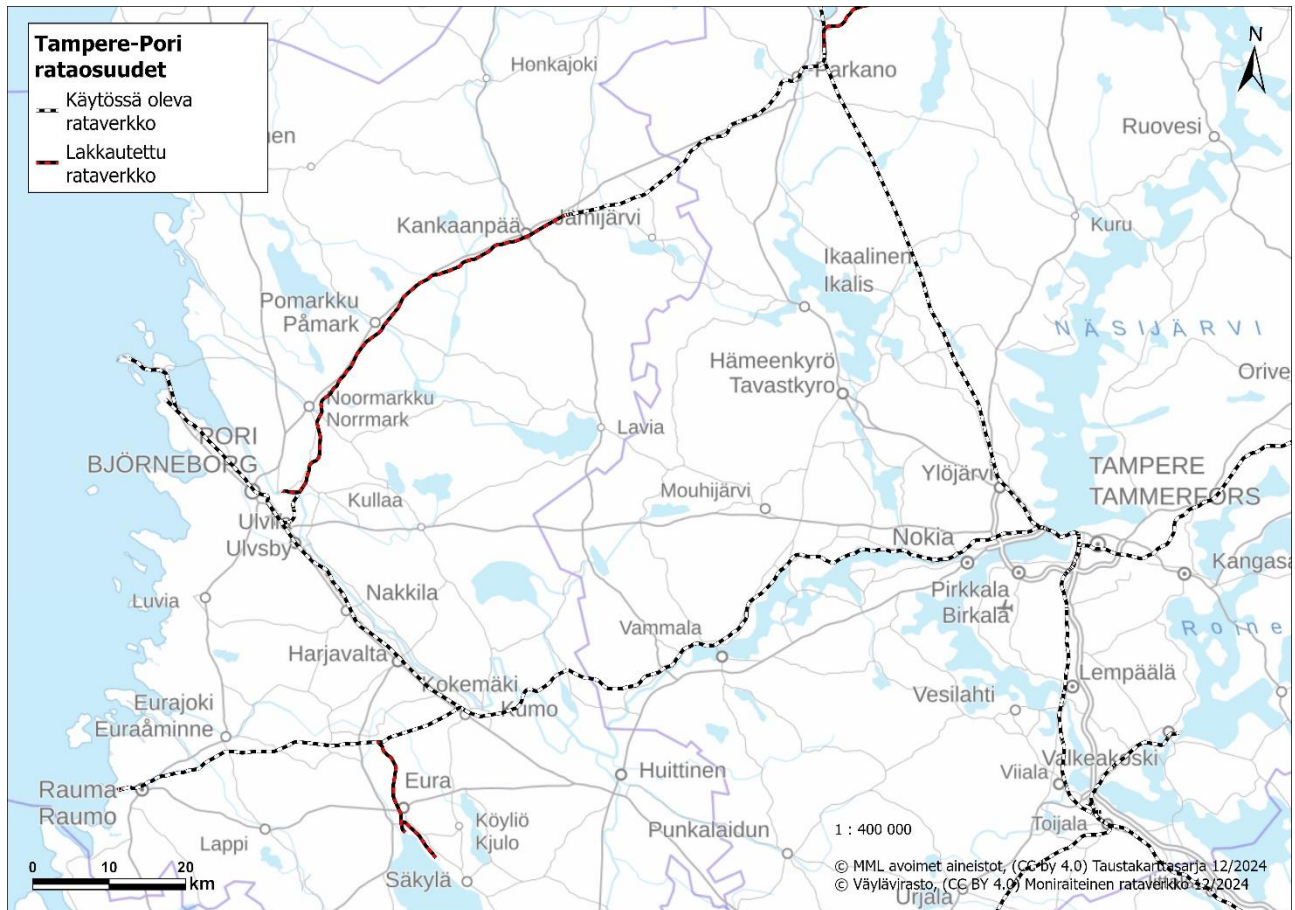 Tampere-Pori
rataosuudet
Käytössä oleva
rataverkko
Lakkautettu
rataverkko
N
Honkajoki
Parkano
Ruovesi
nen
Kankaanpää
Jämijärvi
Kuru
Ikaalinen
Ikalis
Pomarkku
Påmark
NÄSIJÄRVI
Hämeenkyrö
Tavastkyro
Orive
Noormarkku
Norrmark
Lavia
PORI
BJÖRNEBORG
TAMPERE
TAMMERFORS
Ylöjärvi
Kullaa
Mouhijärvi
Ulvila
Ulvsby
Nokia
Kangasa
Pirkkala
Birkala
Luvia
Nakkila
Vammala
Roine
Harjavalta
Lempäälä
Kokemäki
Kumo
Vesilahti
Eurajoki
Euraåminne
Valkeakoski
Viiala
Huittinen
Rauma
Raumo
Eura
Köyliö
Kjulo
Lappi
Punkalaidun
Toijala
1 : 400 000
0 10 20
km
Säkylä
© MML avoimet aineistot, (CC by 4.0) Taustakarttasarja 12/2024
© Väylävirasto, (CC BY 4.0) Moniraiteinen rataverkko 12/2024
Urjala